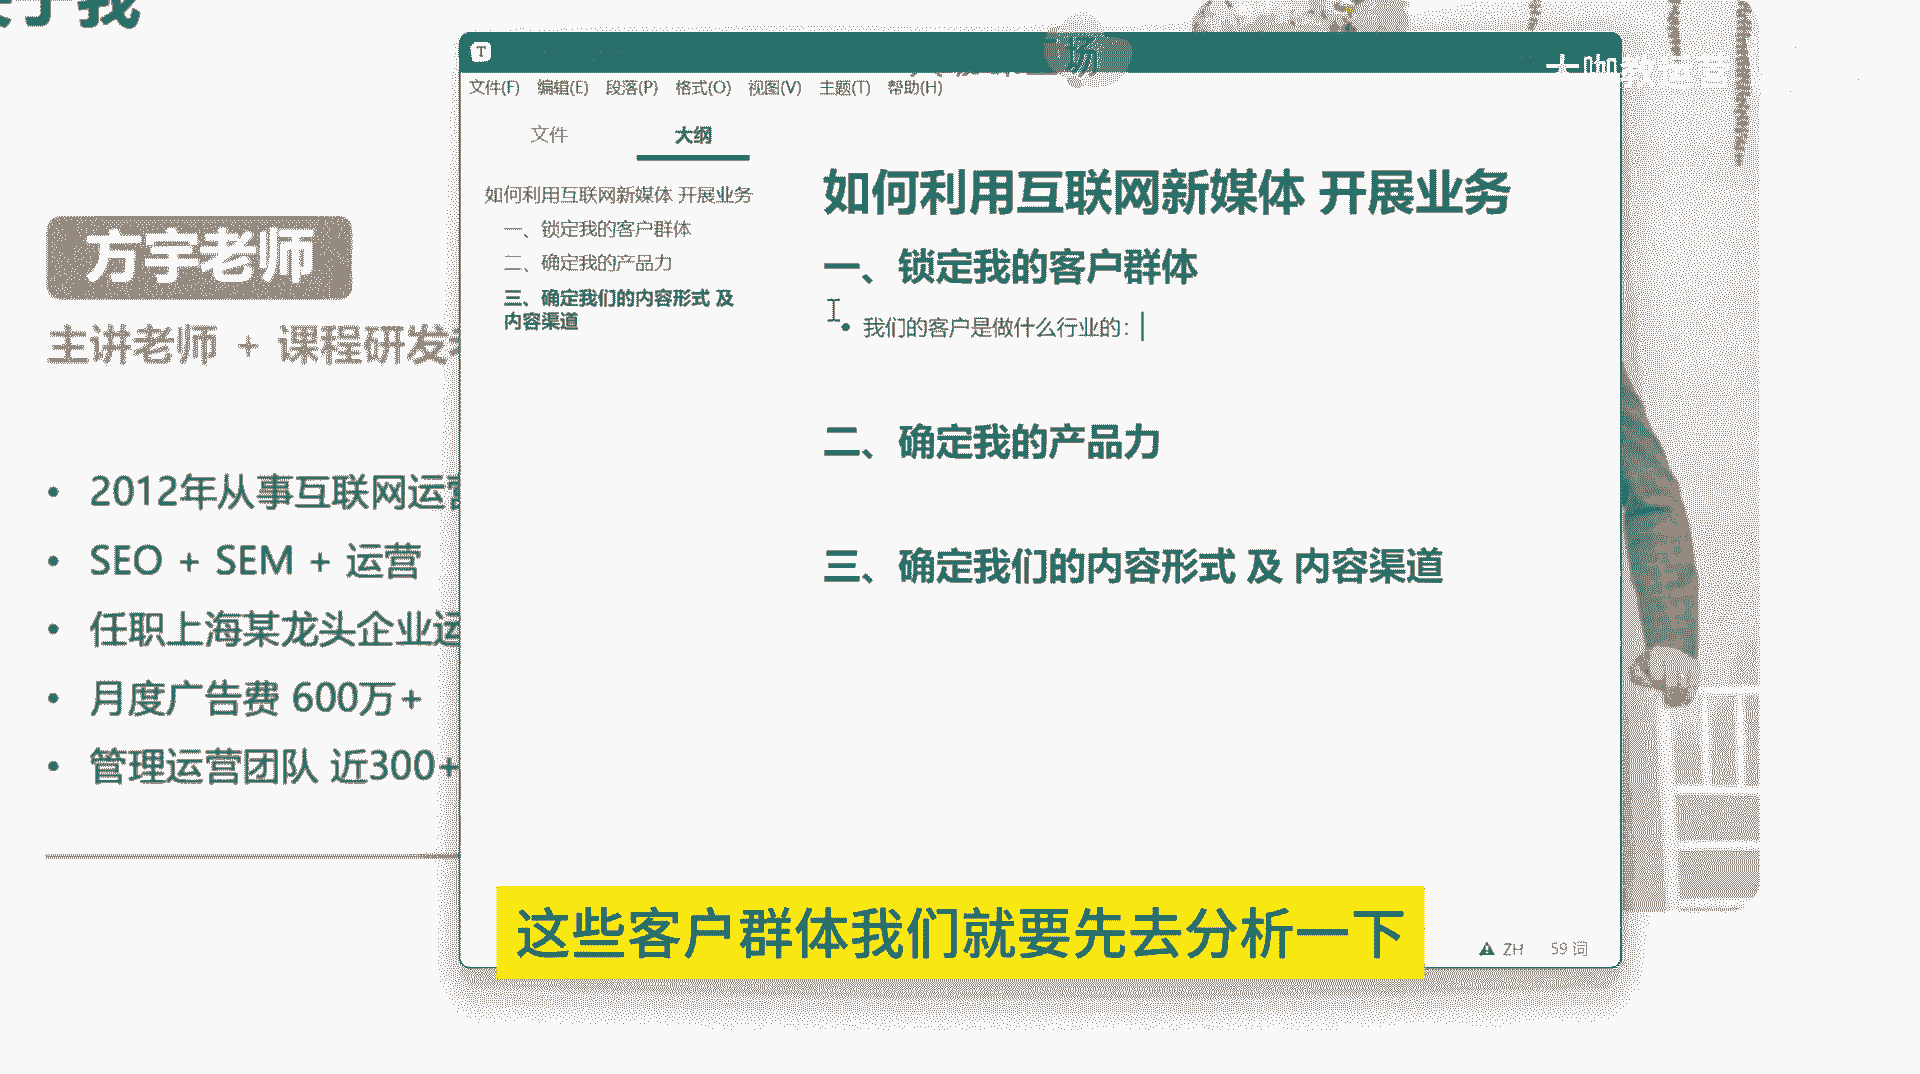 于我
方宇老师
主讲老师 + 课程研发
2012年从事互联网运营
SEO + SEM + 运营
任职上海某龙头企业运
月度广告费 600万+
管理运营团队 近300+
T
场
文件(F) 编辑(E) 段落(P) 格式(O) 视图(V) 主题(T) 帮助(H)
文件 大纲
如何利用互联网新媒体 开展业务
一、锁定我的客户群体
二、确定我的产品力
三、确定我们的内容形式 及
内容渠道
如何利用互联网新媒体 开展业务
一、锁定我的客户群体
我们的客户是做什么行业的：
二、确定我的产品力
三、确定我们的内容形式 及 内容渠道
ZH 59 词
这些客户群体我们就要先去分析一下